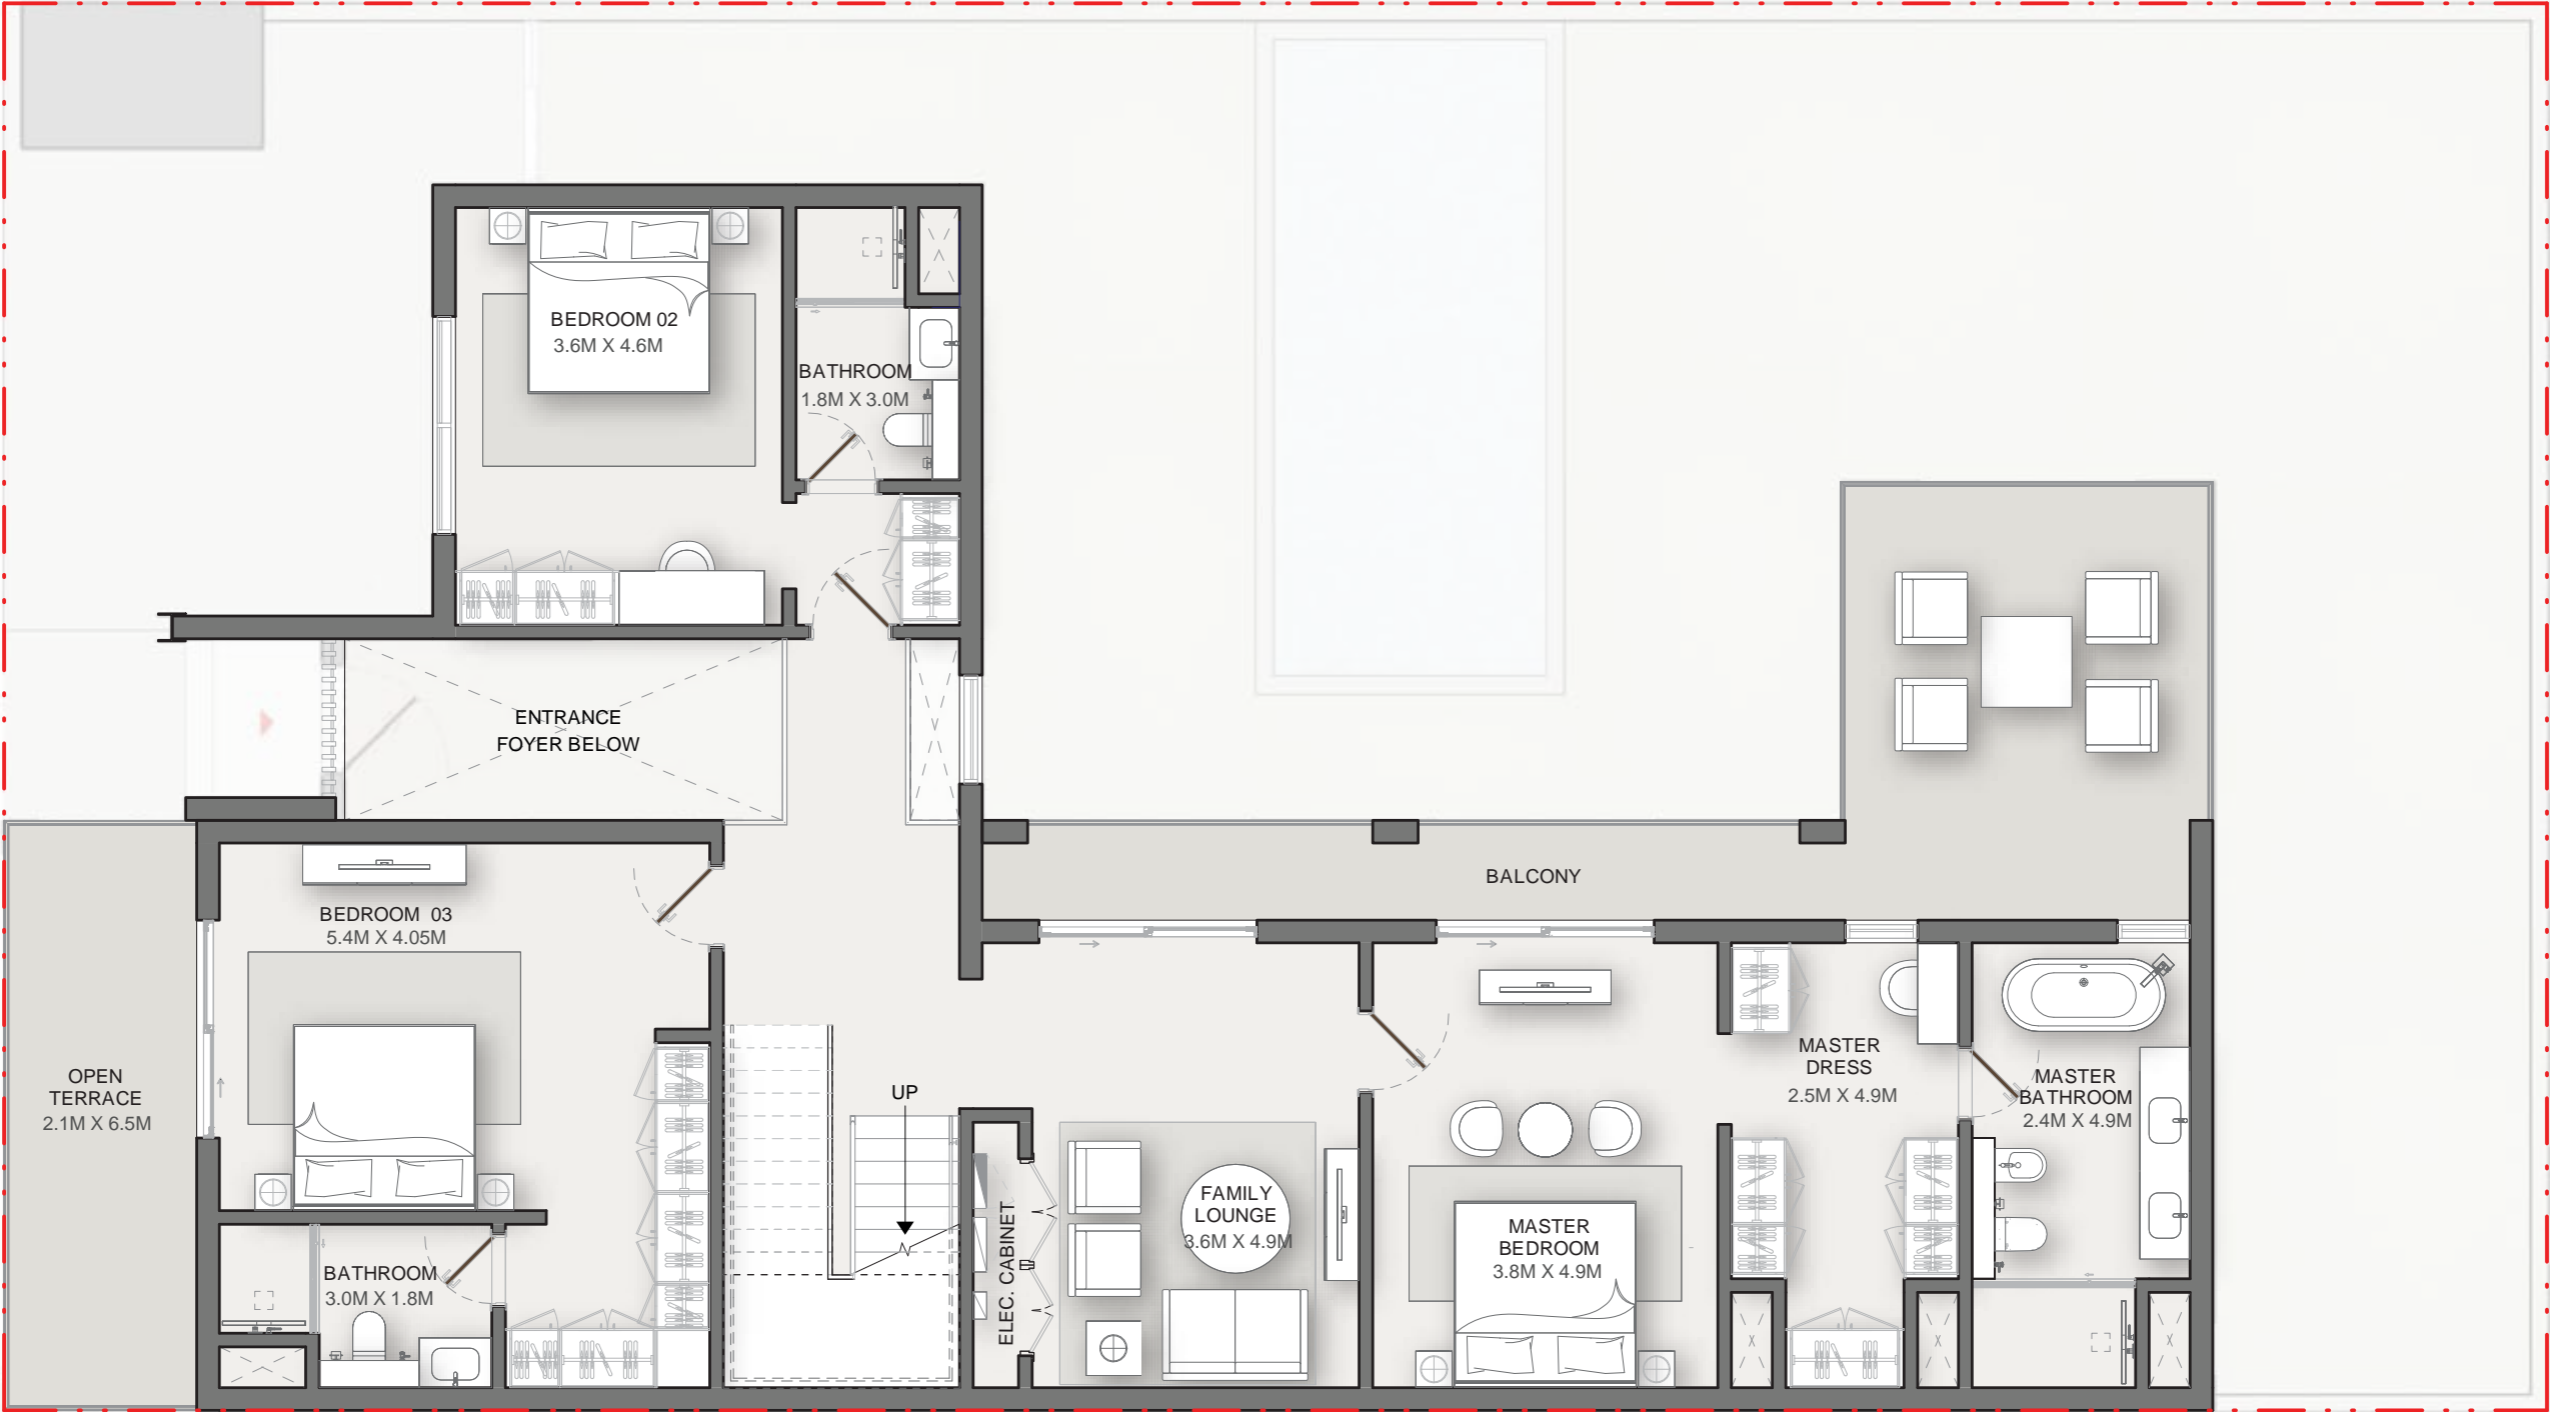 BEDROOM 02
3.6M X 4.6M
BATHROOM
1.8M X 3.0M
ENTRANCE
FOYER BELOW
BALCONY
BEDROOM 03
5.4M X 4.05M
OPEN
TERRACE
2.1M X 6.5M
UP
BATHROOM
3.0M X 1.8M
ELEC. CABINET
FAMILY
LOUNGE
3.6M X 4.9M
MASTER
BEDROOM
3.8M X 4.9M
MASTER
DRESS
2.5M X 4.9M
MASTER
BATHROOM
2.4M X 4.9M